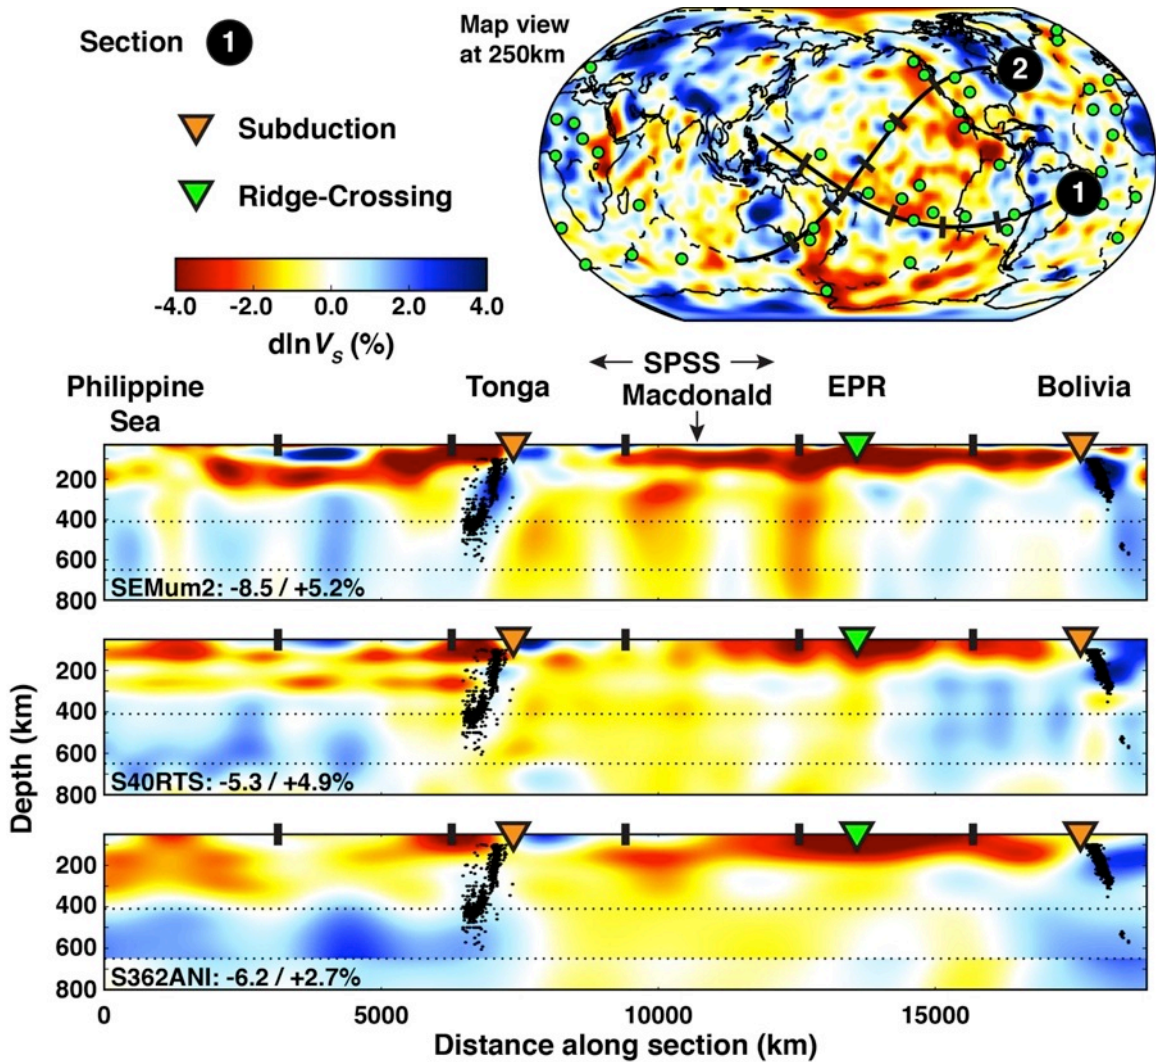 Section 1
Subduction
Ridge-Crossing
-4.0 -2.0 0.0 2.0 4.0
dlnVS (%)
Map view
at 250km
2
1
Philippine
Sea
Tonga
← SPSS →
Macdonald
EPR
Bolivia
200
400
600
800
SEMum2: -8.5 / +5.2%
200
400
600
800
S40RTS: -5.3 / +4.9%
200
400
600
800
S362ANI: -6.2 / +2.7%
Depth (km)
0 5000 10000 15000
Distance along section (km)